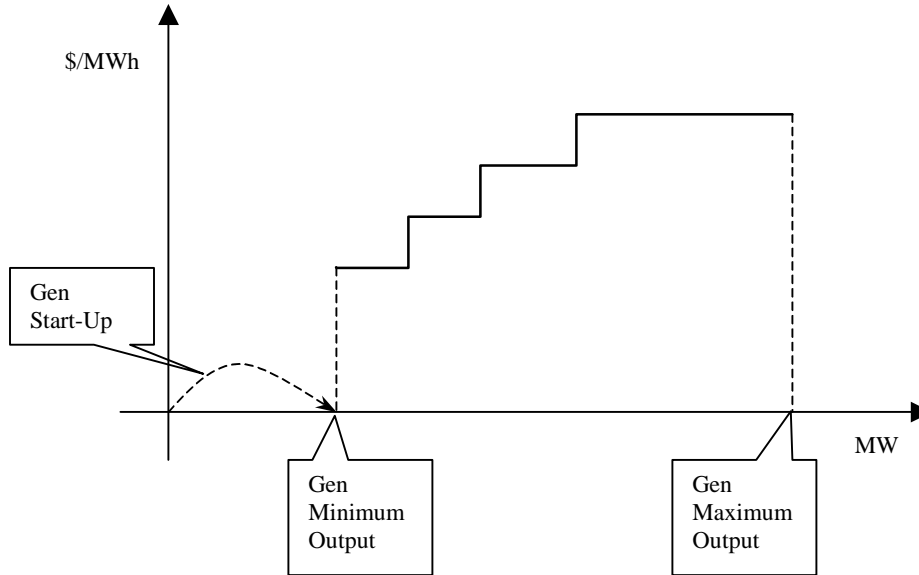 $/MWh
Gen
Start-Up
MW
Gen
Minimum
Output
Gen
Maximum
Output